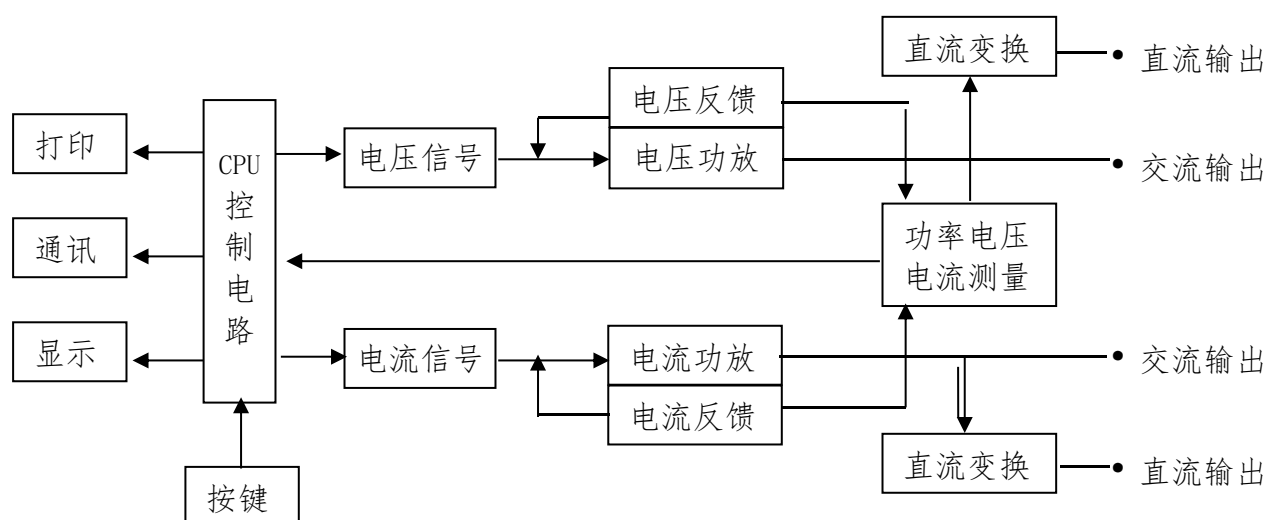 直流变换
直流输出
电压反馈
打印
CPU
控
制
电
路
电压信号
电压功放
交流输出
通讯
功率电压
电流测量
显示
电流信号
电流功放
交流输出
电流反馈
直流变换
直流输出
按键